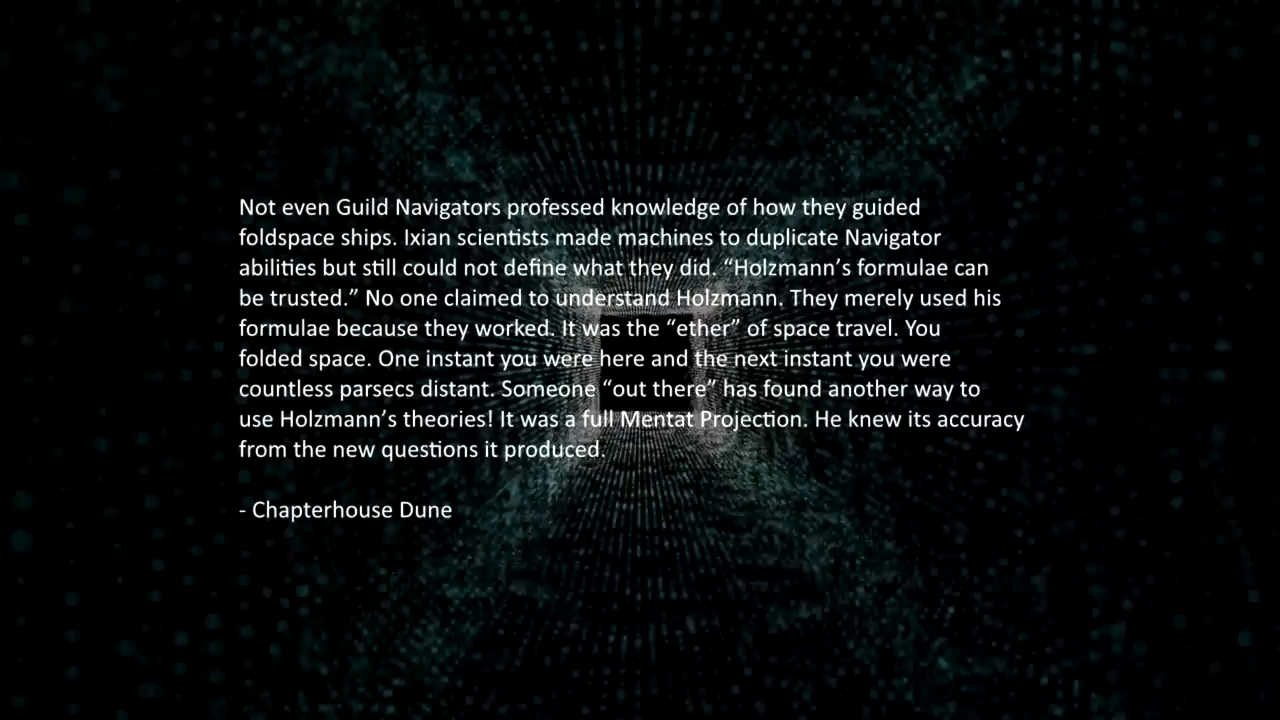 Not even Guild Navigators professed knowledge of how they guided
foldspace ships. Ixian scientists made machines to duplicate Navigator
abilities but still could not define what they did. “Holzmann’s formulae can
be trusted.” No one claimed to understand Holzmann. They merely used his
formulae because they worked. It was the “ether” of space travel. You
folded space. One instant you were here and the next instant you were
countless parsecs distant. Someone “out there” has found another way to
use Holzmann’s theories! It was a full Mentat Projection. He knew its accuracy
from the new questions it produced.
- Chapterhouse Dune